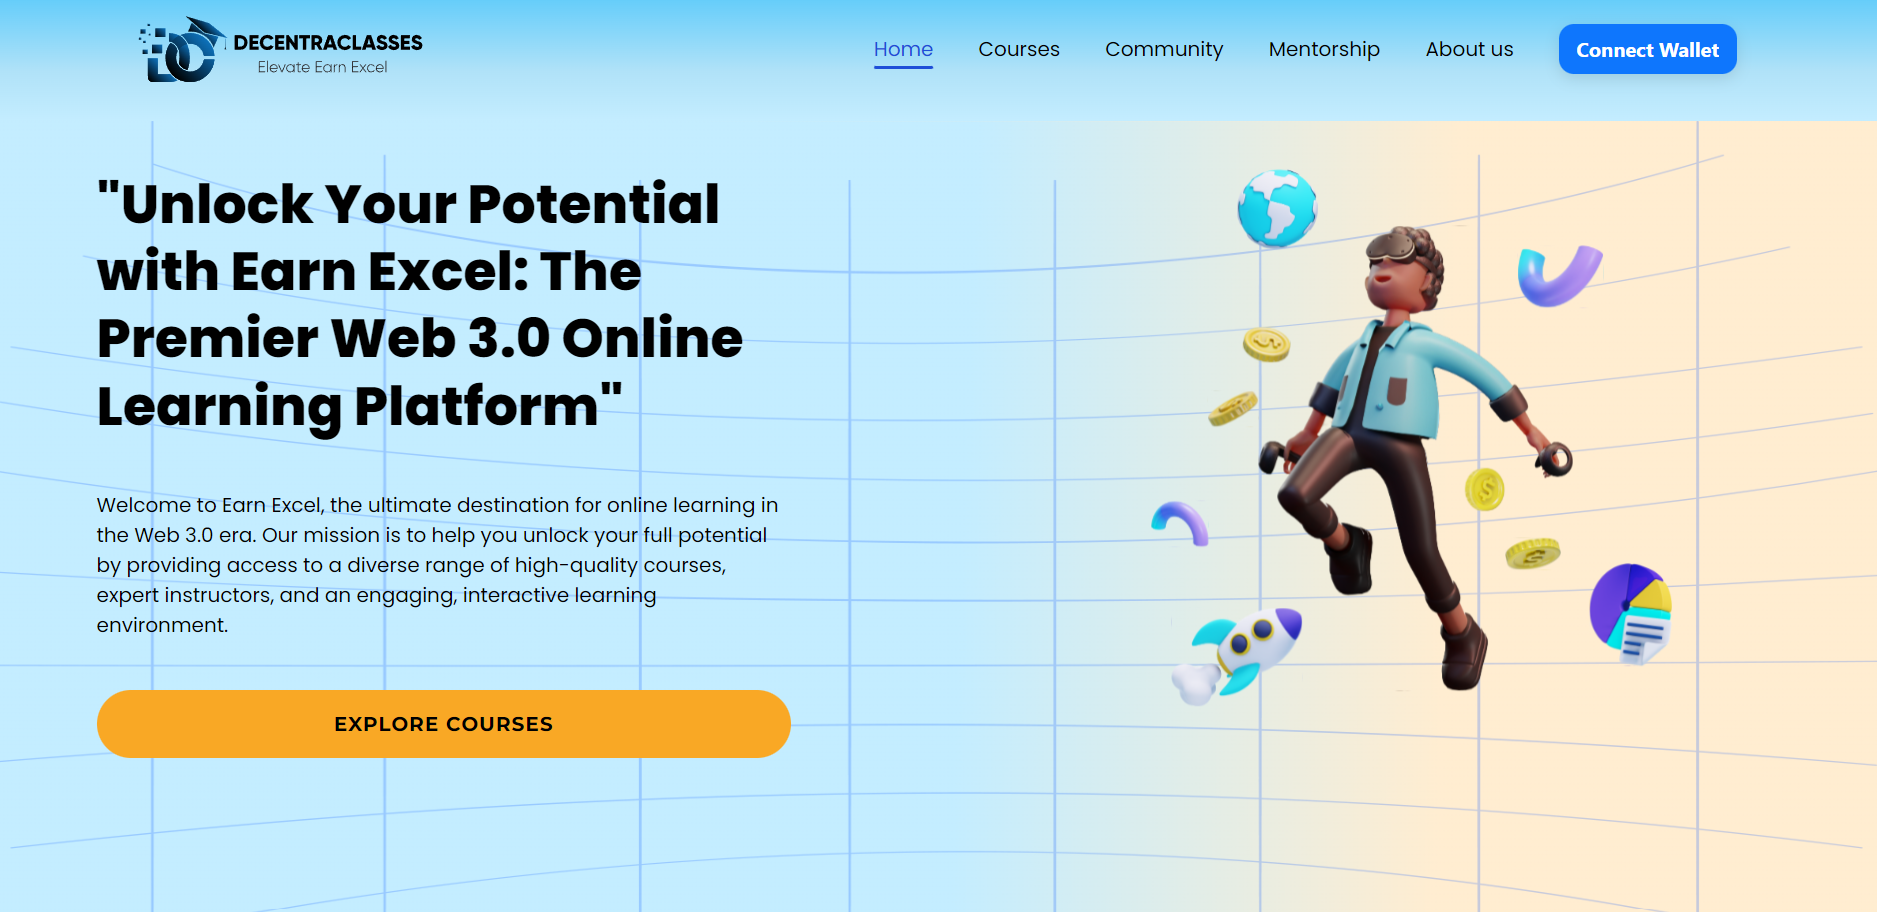 DECENTRACLASSES
Elevate Earn Excel
Home
Courses
Community
Mentorship
About us
Connect Wallet
"Unlock Your Potential
with Earn Excel: The
Premier Web 3.0 Online
Learning Platform"
Welcome to Earn Excel, the ultimate destination for online learning in
the Web 3.0 era. Our mission is to help you unlock your full potential
by providing access to a diverse range of high-quality courses,
expert instructors, and an engaging, interactive learning
environment.
EXPLORE COURSES